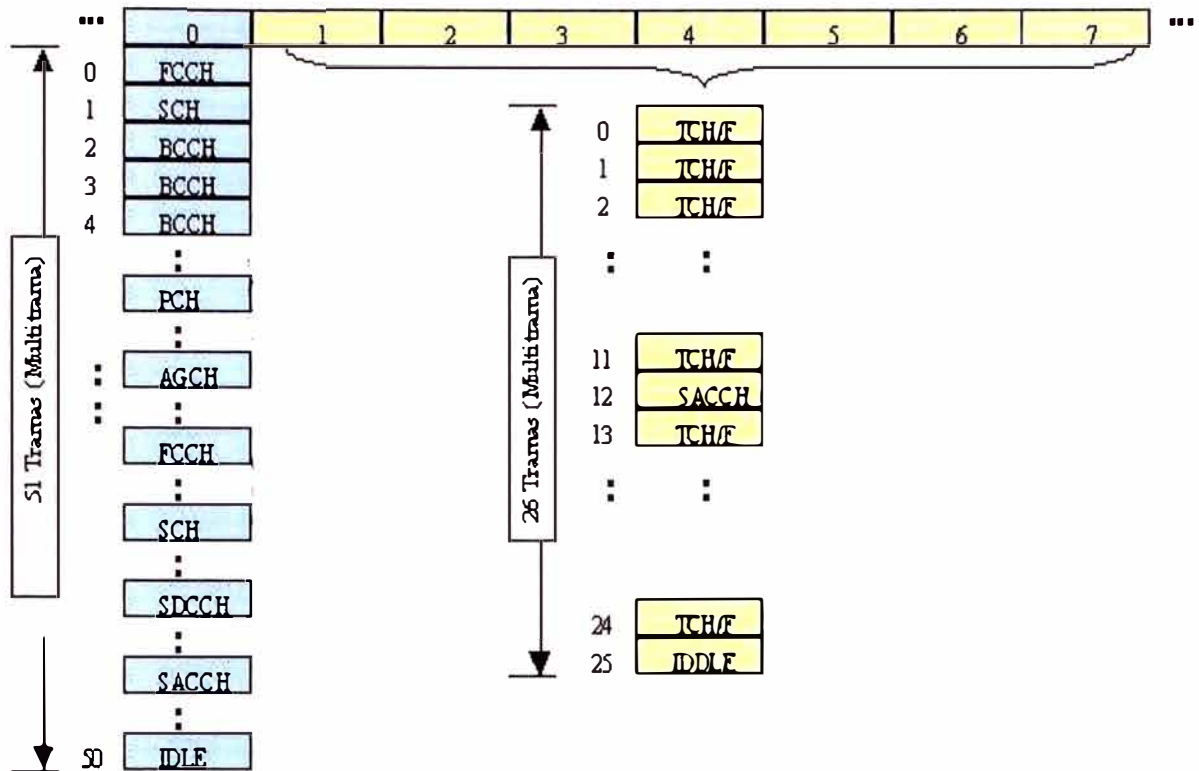 ... 0 1 2 3 4 5 6 7 ...
51 Tramas (Multitrama)
0 FCCH
1 SCH
2 BCCH
3 BCCH
4 BCCH
PCH
AGCH
FCCH
SCH
SDCCH
SACCH
50 IDLE
26 Tramas (Multitrama)
0 TCH/F
1 TCH/F
2 TCH/F
11 TCH/F
12 SACCH
13 TCH/F
24 TCH/F
25 IDDLE